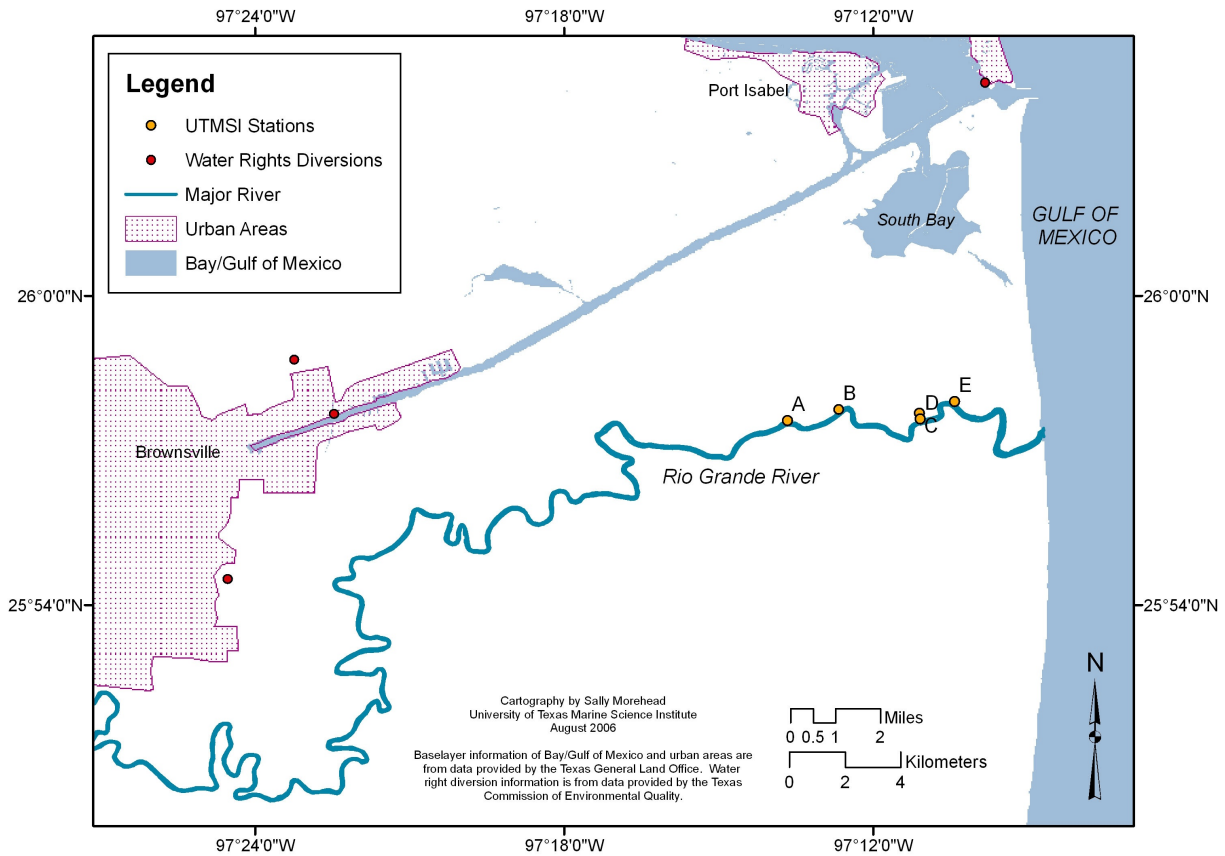 97°24'0"W
97°18'0"W
97°12'0"W
Legend
UTMSI Stations
Water Rights Diversions
Major River
Urban Areas
Bay/Gulf of Mexico
Port Isabel
South Bay
GULF OF
MEXICO
26°0'0"N
26°0'0"N
A
B
D
C
E
Brownsville
Rio Grande River
25°54'0"N
25°54'0"N
N
Cartography by Sally Morehead
University of Texas Marine Science Institute
August 2006
Baselayer information of Bay/Gulf of Mexico and urban areas are
from data provided by the Texas General Land Office. Water
right diversion information is from data provided by the Texas
Commission of Environmental Quality.
Miles
0 0.5 1 2
Kilometers
0 2 4
97°24'0"W
97°18'0"W
97°12'0"W